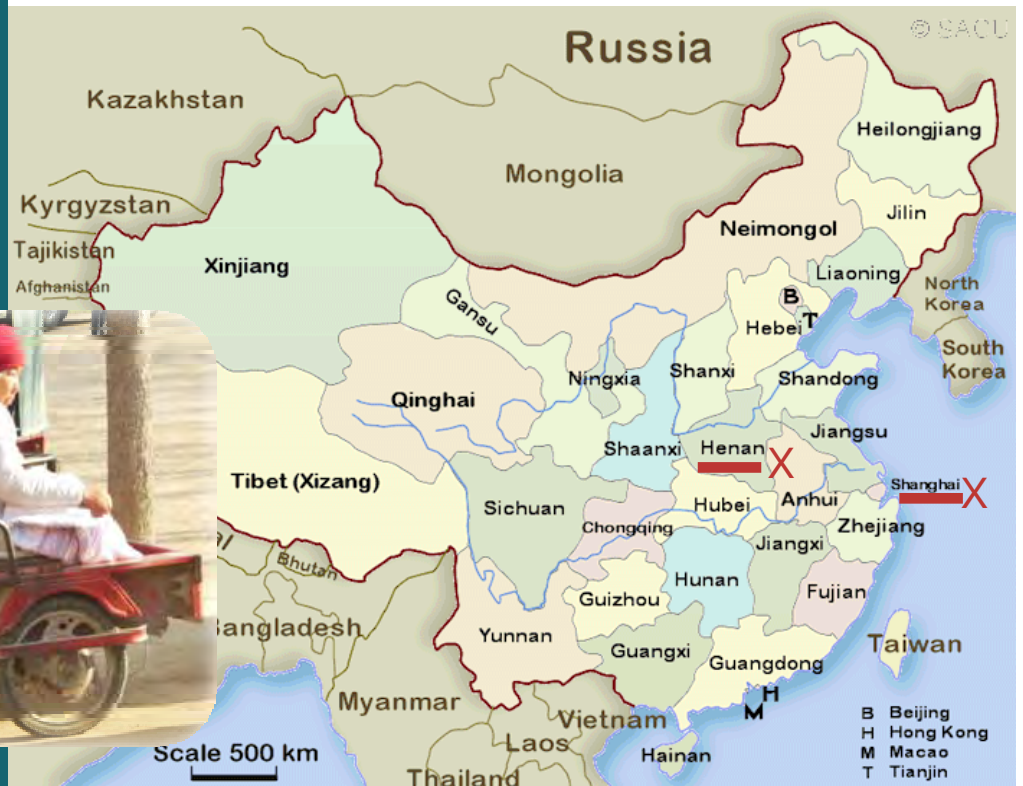 © SACU
Russia
Kazakhstan
Heilongjiang
Mongolia
Kyrgyzstan
Jilin
Neimongol
Tajikistan
Xinjiang
Liaoning
Afghanistan
North
Korea
B
Gansu
T
Hebei
South
Korea
Shanxi
Ningxia
Shandong
Qinghai
Jiangsu
Shaanxi
Henan
X
Tibet (Xizang)
Shanghai
X
Anhui
Hubei
Sichuan
Chongqing
Zhejiang
Jiangxi
Bhutan
Hunan
Fujian
Guizhou
Bangladesh
Yunnan
Taiwan
Guangxi
Guangdong
H
M
Myanmar
Vietnam
B Beijing
H Hong Kong
Laos
M Macao
Scale 500 km
Hainan
T Tianjin
Thailand